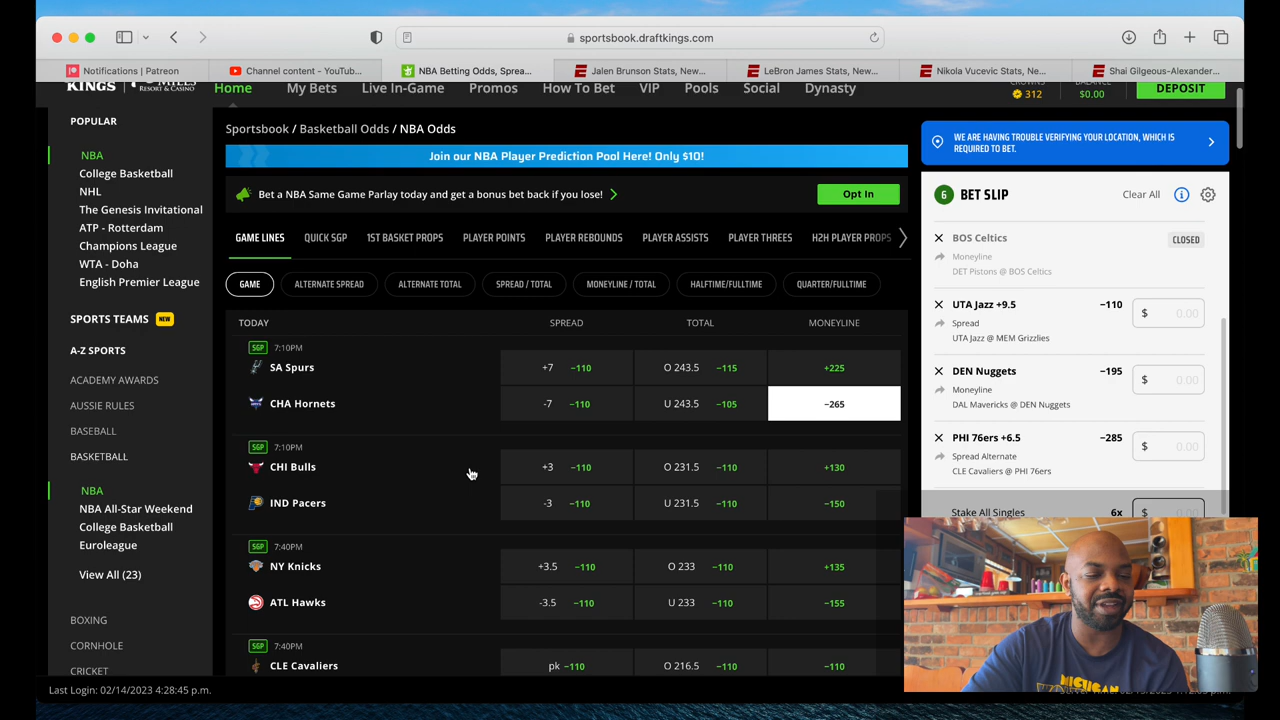 sportsbook.draftkings.com
Notifications | Patreon
Channel content - YouTub...
NBA Betting Odds, Sprea...
Jalen Brunson Stats, New...
LeBron James Stats, New...
Nikola Vucevic Stats, Ne...
Shai Gilgeous-Alexander...
KINGS
RESORT & CASINO
Home
My Bets
Live In-Game
Promos
How To Bet
VIP
Pools
Social
Dynasty
312
$0.00
DEPOSIT
POPULAR
NBA
College Basketball
NHL
The Genesis Invitational
ATP - Rotterdam
Champions League
WTA - Doha
English Premier League
SPORTS TEAMS NEW
A-Z SPORTS
ACADEMY AWARDS
AUSSIE RULES
BASEBALL
BASKETBALL
NBA
NBA All-Star Weekend
College Basketball
Euroleague
View All (23)
BOXING
CORNHOLE
CRICKET
Sportsbook / Basketball Odds / NBA Odds
Join our NBA Player Prediction Pool Here! Only $10!
Bet a NBA Same Game Parlay today and get a bonus bet back if you lose!
Opt In
GAME LINES
QUICK SGP
1ST BASKET PROPS
PLAYER POINTS
PLAYER REBOUNDS
PLAYER ASSISTS
PLAYER THREES
H2H PLAYER PROPS
GAME
ALTERNATE SPREAD
ALTERNATE TOTAL
SPREAD / TOTAL
MONEYLINE / TOTAL
HALFTIME/FULLTIME
QUARTER/FULLTIME
TODAY SPREAD TOTAL MONEYLINE
SGP 7:10PM
SA Spurs +7 −110 O 243.5 −115 +225
CHA Hornets -7 −110 U 243.5 −105 −265
SGP 7:10PM
CHI Bulls +3 −110 O 231.5 −110 +130
IND Pacers -3 −110 U 231.5 −110 −150
SGP 7:40PM
NY Knicks +3.5 −110 O 233 −110 +135
ATL Hawks -3.5 −110 U 233 −110 −155
SGP 7:40PM
CLE Cavaliers pk −110 O 216.5 −110 −110
WE ARE HAVING TROUBLE VERIFYING YOUR LOCATION, WHICH IS
REQUIRED TO BET.
6 BET SLIP Clear All
BOS Celtics CLOSED
Moneyline
DET Pistons @ BOS Celtics
UTA Jazz +9.5 −110 $ 0.00
Spread
UTA Jazz @ MEM Grizzlies
DEN Nuggets −195 $ 0.00
Moneyline
DAL Mavericks @ DEN Nuggets
PHI 76ers +6.5 −285 $ 0.00
Spread Alternate
CLE Cavaliers @ PHI 76ers
Stake All Singles 6x $
MICHIGAN
Last Login: 02/14/2023 4:28:45 p.m.